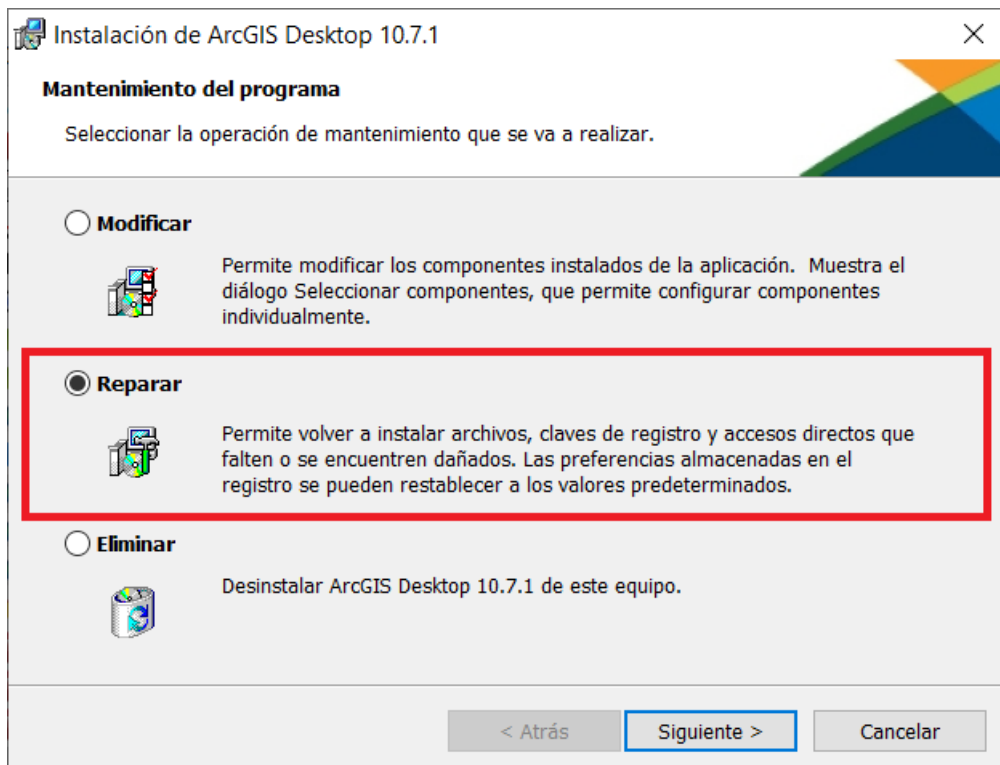 Instalación de ArcGIS Desktop 10.7.1
Mantenimiento del programa
Seleccionar la operación de mantenimiento que se va a realizar.
Modificar
Permite modificar los componentes instalados de la aplicación. Muestra el
diálogo Seleccionar componentes, que permite configurar componentes
individualmente.
Reparar
Permite volver a instalar archivos, claves de registro y accesos directos que
falten o se encuentren dañados. Las preferencias almacenadas en el
registro se pueden restablecer a los valores predeterminados.
Eliminar
Desinstalar ArcGIS Desktop 10.7.1 de este equipo.
< Atrás
Siguiente >
Cancelar